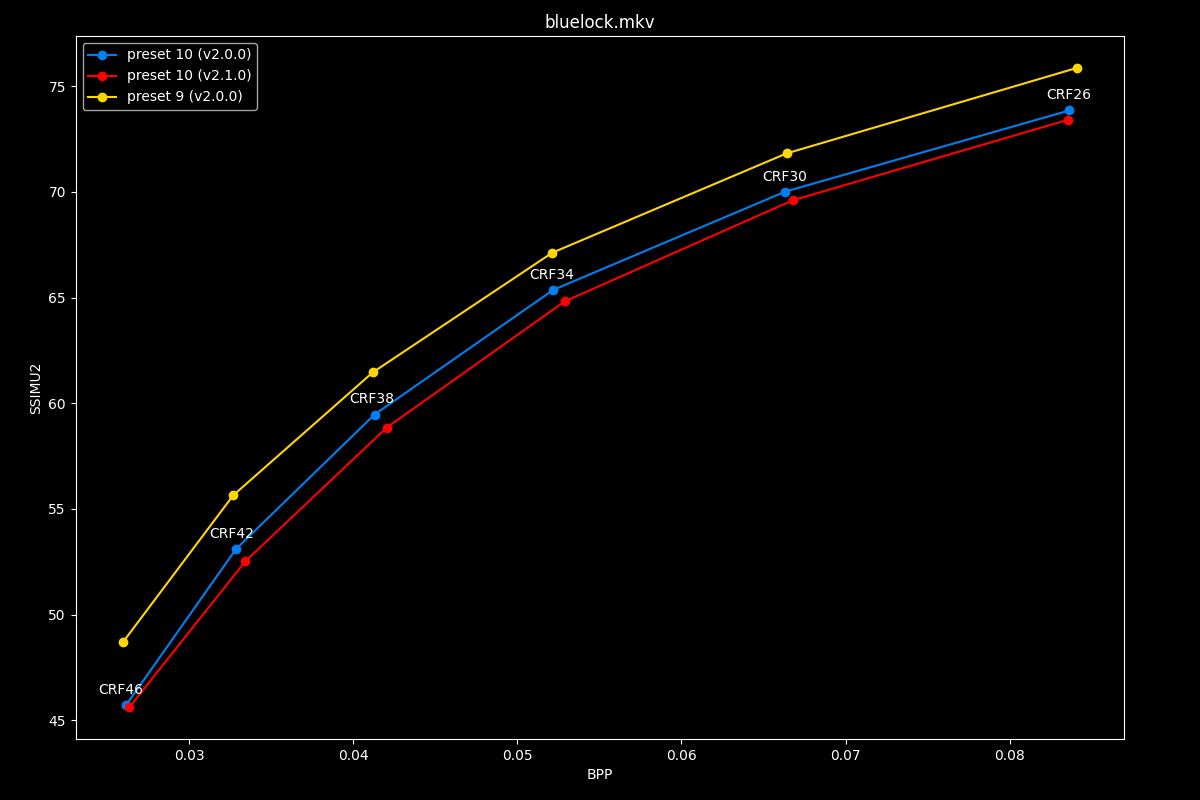 bluelock.mkv
preset 10 (v2.0.0)
preset 10 (v2.1.0)
preset 9 (v2.0.0)
75
70
65
60
55
50
45
SSIMU2
CRF26
CRF30
CRF34
CRF38
CRF42
CRF46
0.03 0.04 0.05 0.06 0.07 0.08
BPP